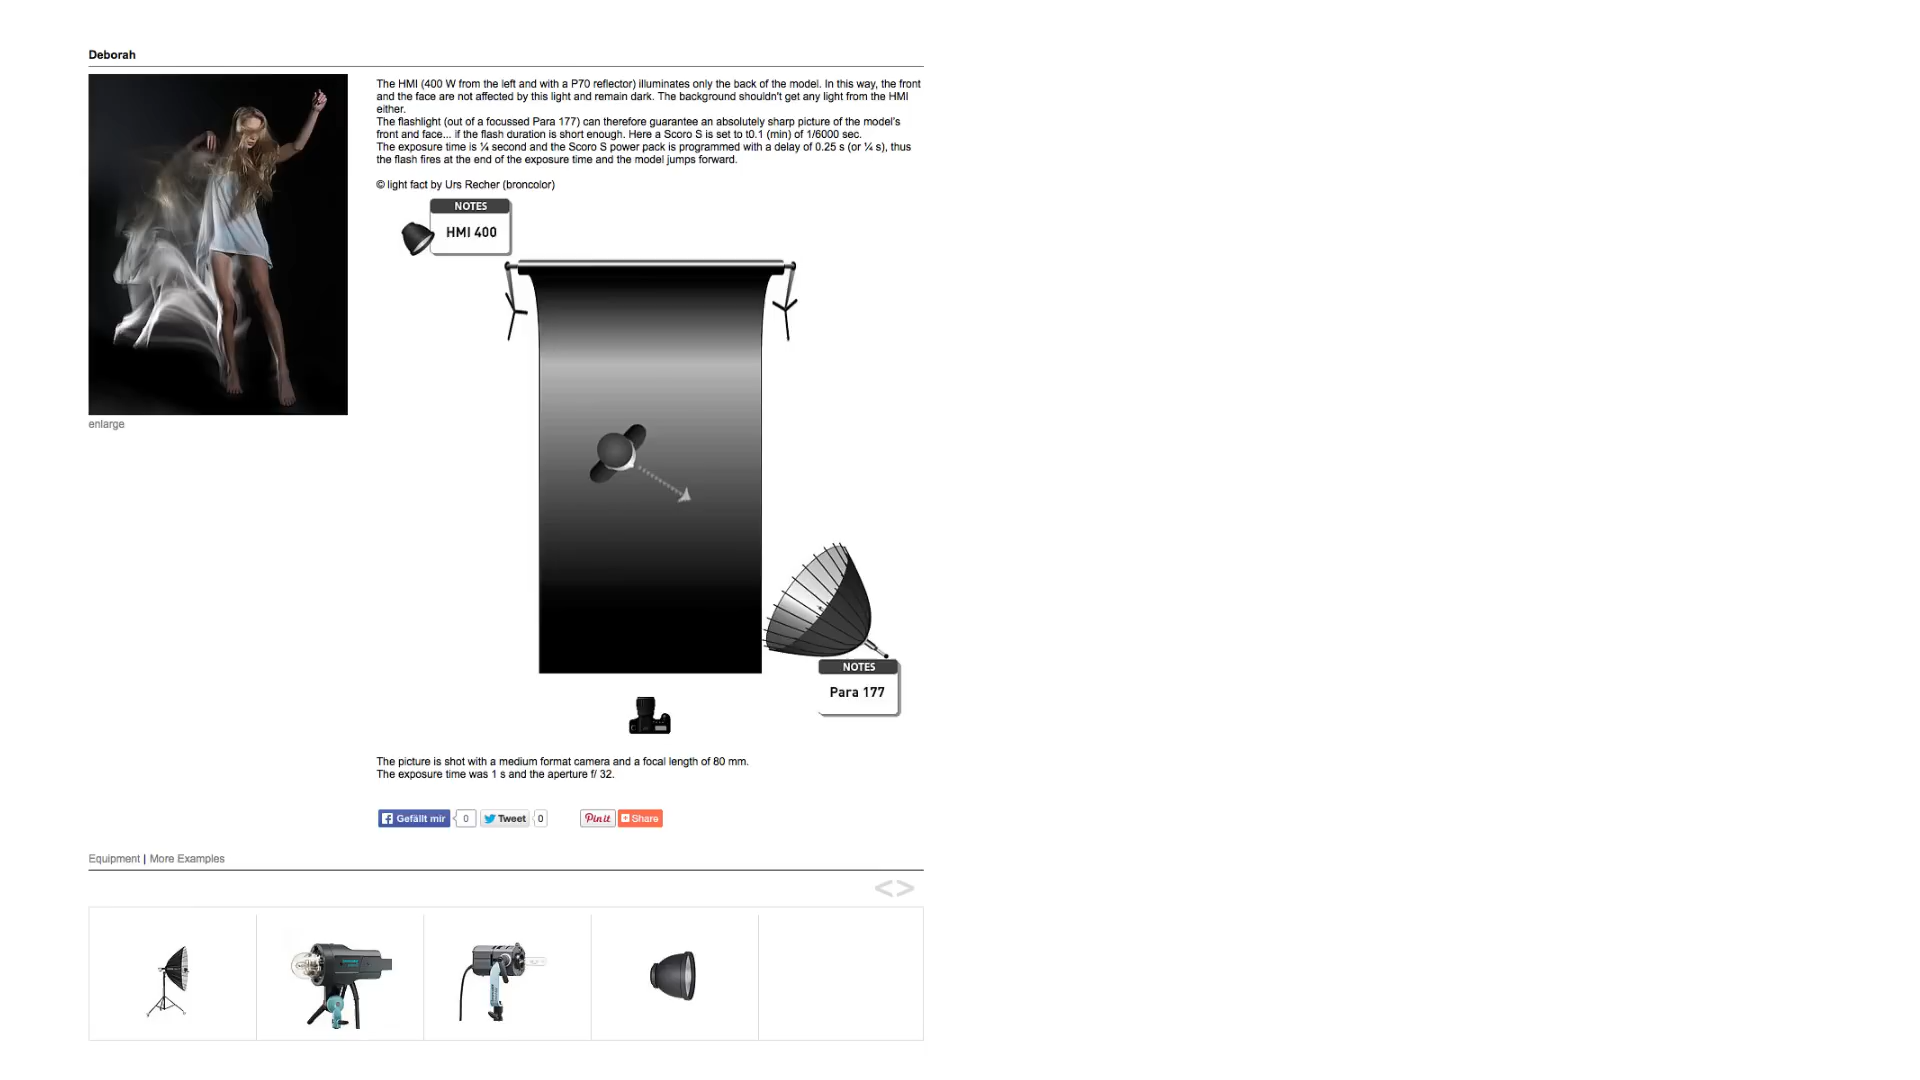 Deborah
The HMI (400 W from the left and with a P70 reflector) illuminates only the back of the model. In this way, the front
and the face are not affected by this light and remain dark. The background shouldn't get any light from the HMI
either.
The flashlight (out of a focussed Para 177) can therefore guarantee an absolutely sharp picture of the model's
front and face... if the flash duration is short enough. Here a Scoro S is set to t0.1 (min) of 1/6000 sec.
The exposure time is ¼ second and the Scoro S power pack is programmed with a delay of 0.25 s (or ¼ s), thus
the flash fires at the end of the exposure time and the model jumps forward.
© light fact by Urs Recher (broncolor)
NOTES
HMI 400
enlarge
NOTES
Para 177
The picture is shot with a medium format camera and a focal length of 80 mm.
The exposure time was 1 s and the aperture f/ 32.
Gefällt mir 0 Tweet 0 Pinit Share
Equipment | More Examples
<>